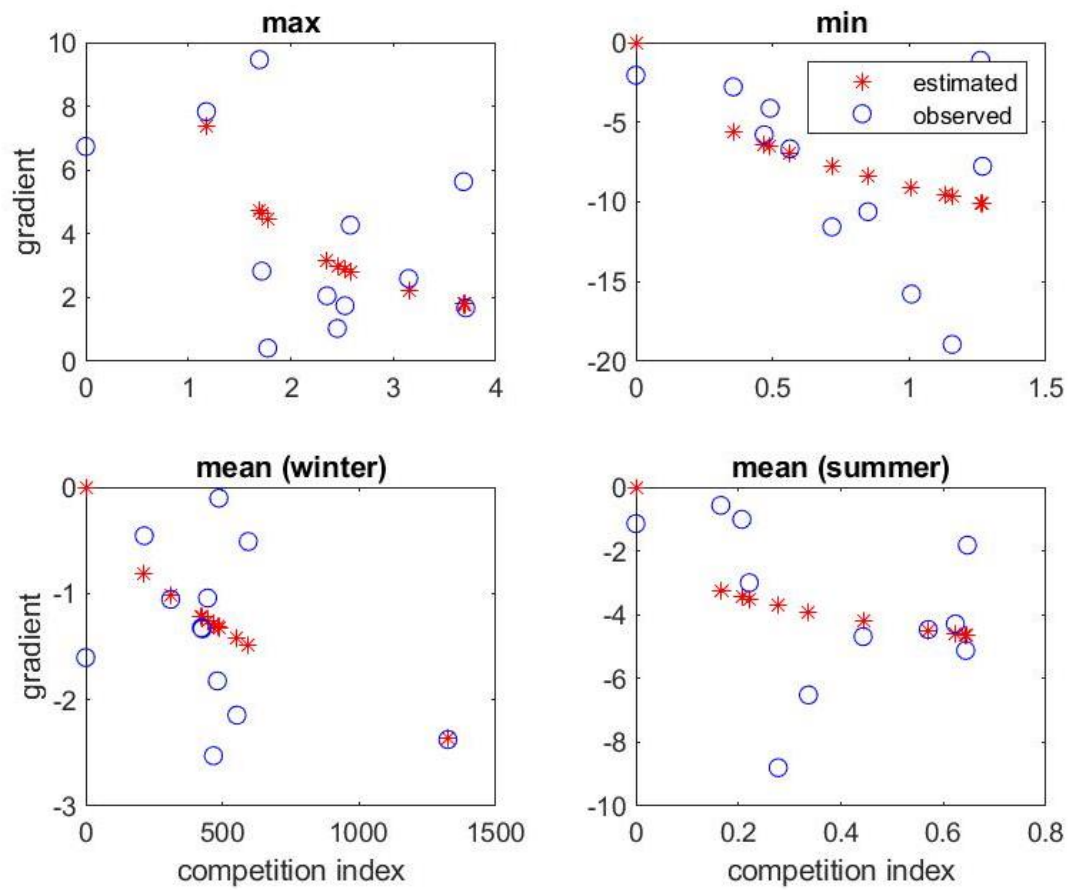 max
10
8
6
4
2
0
gradient
0 1 2 3 4
min
0
-5
-10
-15
-20
estimated
observed
0 0.5 1 1.5
mean (winter)
0
-1
-2
-3
gradient
0 500 1000 1500
competition index
mean (summer)
0
-2
-4
-6
-8
-10
0 0.2 0.4 0.6 0.8
competition index